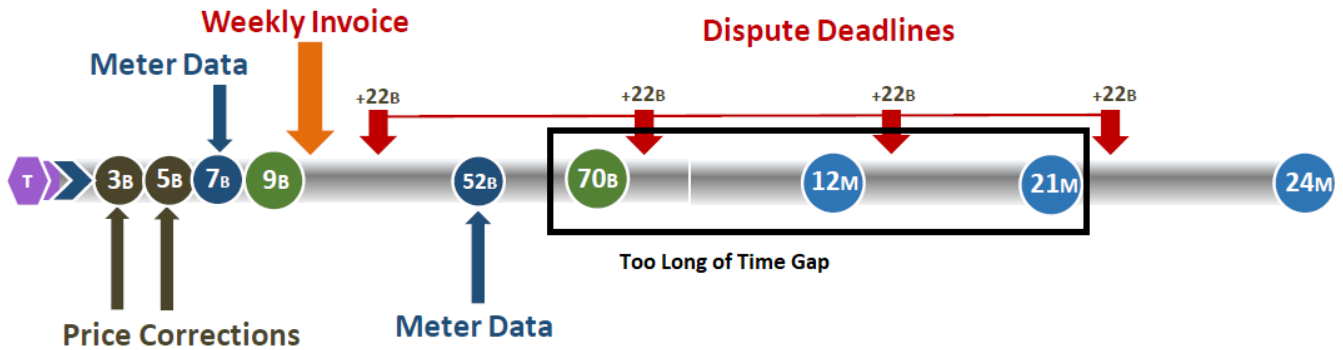 Weekly Invoice
Dispute Deadlines
Meter Data
+22B
+22B
+22B
+22B
T
3B
5B
7B
9B
52B
70B
12M
21M
24M
Too Long of Time Gap
Price Corrections
Meter Data